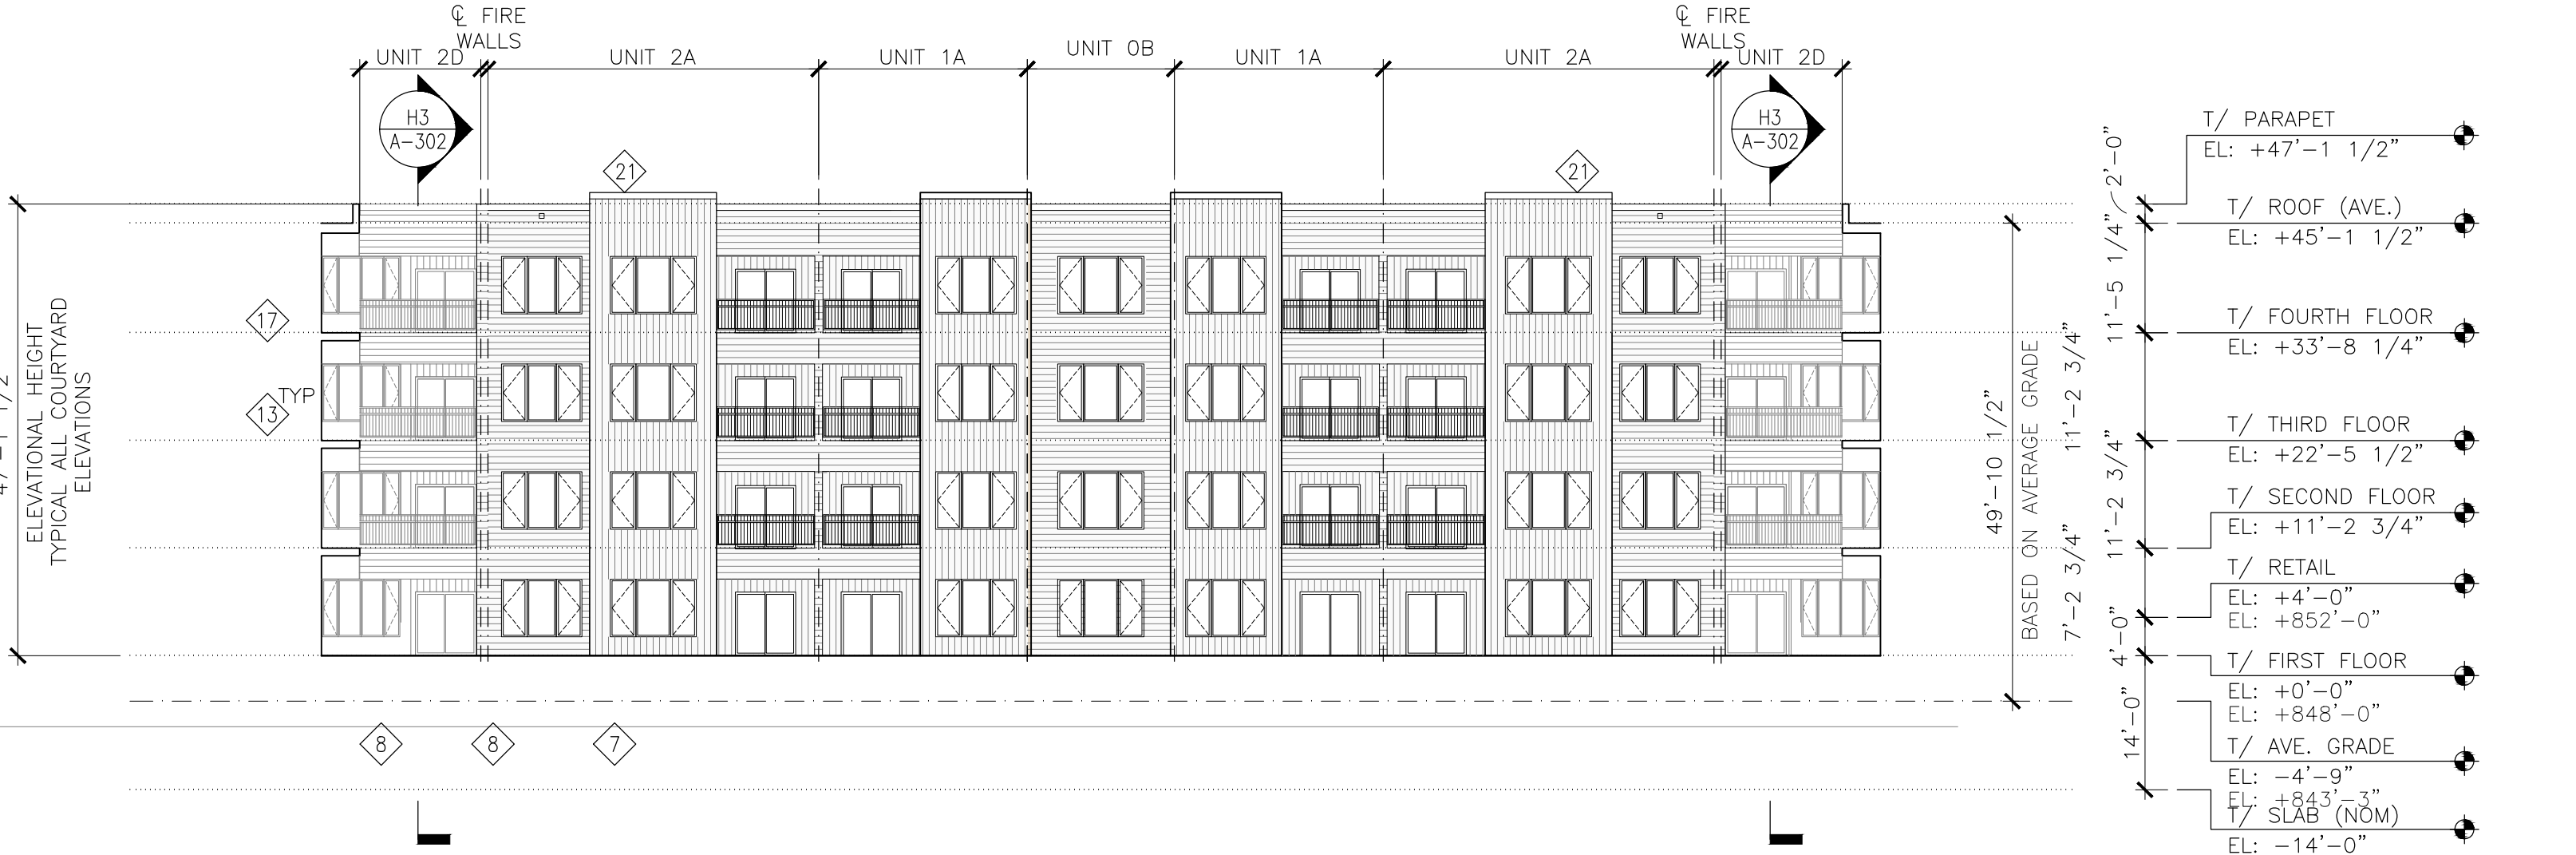 ℄ FIRE
WALLS
℄ FIRE
WALLS
UNIT 2D
UNIT 2A
UNIT 1A
UNIT 0B
UNIT 1A
UNIT 2A
UNIT 2D
H3
A-302
H3
A-302
21
21
17
13
TYP
8
8
7
ELEVATIONAL HEIGHT
TYPICAL ALL COURTYARD
ELEVATIONS
49'-10 1/2"
BASED ON AVERAGE GRADE
2'-0"
11'-5 1/4"
11'-2 3/4"
11'-2 3/4"
7'-2 3/4"
4'-0"
14'-0"
T/ PARAPET
EL: +47'-1 1/2"
T/ ROOF (AVE.)
EL: +45'-1 1/2"
T/ FOURTH FLOOR
EL: +33'-8 1/4"
T/ THIRD FLOOR
EL: +22'-5 1/2"
T/ SECOND FLOOR
EL: +11'-2 3/4"
T/ RETAIL
EL: +4'-0"
EL: +852'-0"
T/ FIRST FLOOR
EL: +0'-0"
EL: +848'-0"
T/ AVE. GRADE
EL: -4'-9"
EL: +843'-3"
T/ SLAB (NOM)
EL: -14'-0"